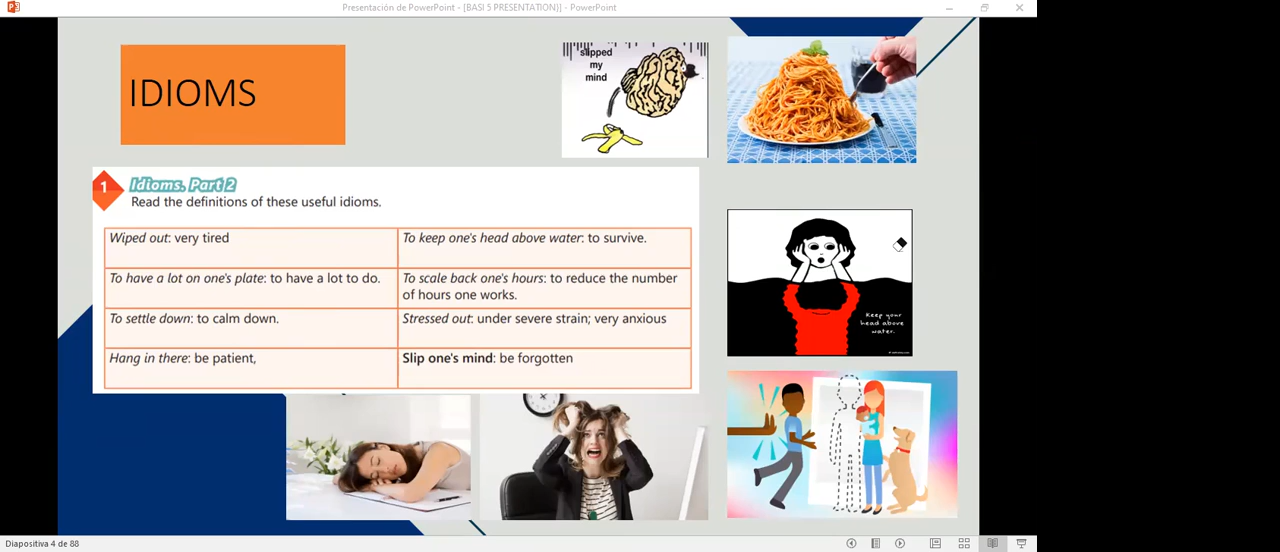 Presentación de PowerPoint - [BASI 5 PRESENTATION)] - PowerPoint
IDIOMS
slipped
my
mind
1 Idioms. Part 2
Read the definitions of these useful idioms.
Wiped out: very tired
To keep one's head above water: to survive.
To have a lot on one's plate: to have a lot to do.
To scale back one's hours: to reduce the number
of hours one works.
To settle down: to calm down.
Stressed out: under severe strain; very anxious
Hang in there: be patient,
Slip one's mind: be forgotten
Keep your
head above
water.
Diapositiva 4 de 88